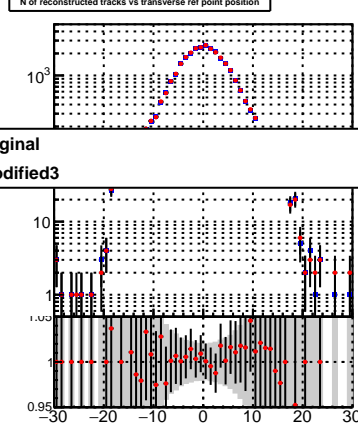 N of reconstructed tracks vs transverse ref point position
10³
ginal
odified3
10
1
1.05
1
0.95
−30 −20 −10 0 10 20 30